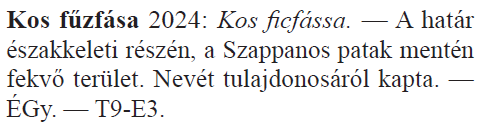 Kos fűzfása 2024: Kos ficfássa. — A határ
északkeleti részén, a Szappanos patak mentén
fekvő terület. Nevét tulajdonosáról kapta. —
ÉGy. — T9-E3.